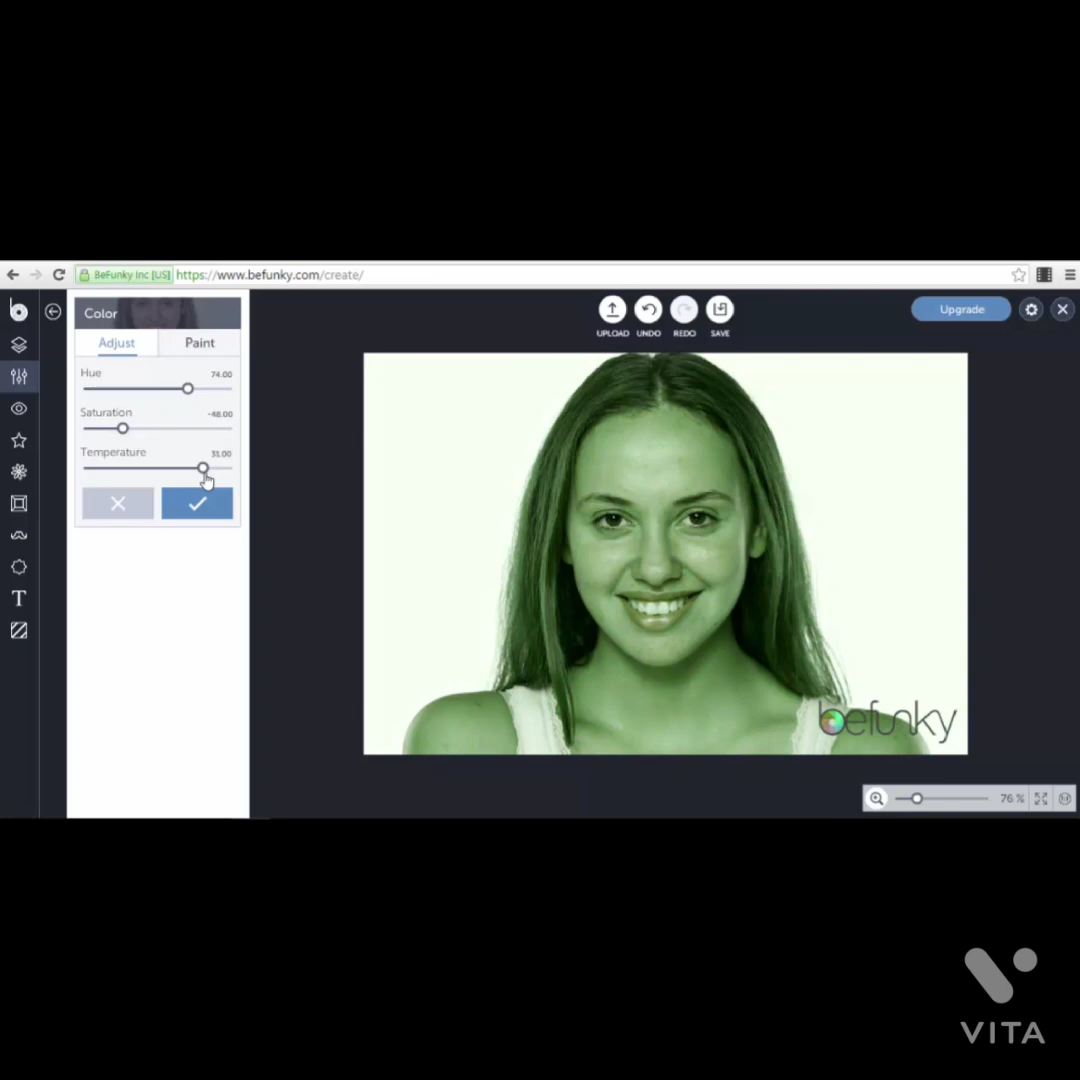 BeFunky Inc [US] https://www.befunky.com/create/
Color
Adjust Paint
Hue 74.00
Saturation -48.00
Temperature 31.00
UPLOAD UNDO REDO SAVE
Upgrade
T
befunky
76 %
VITA